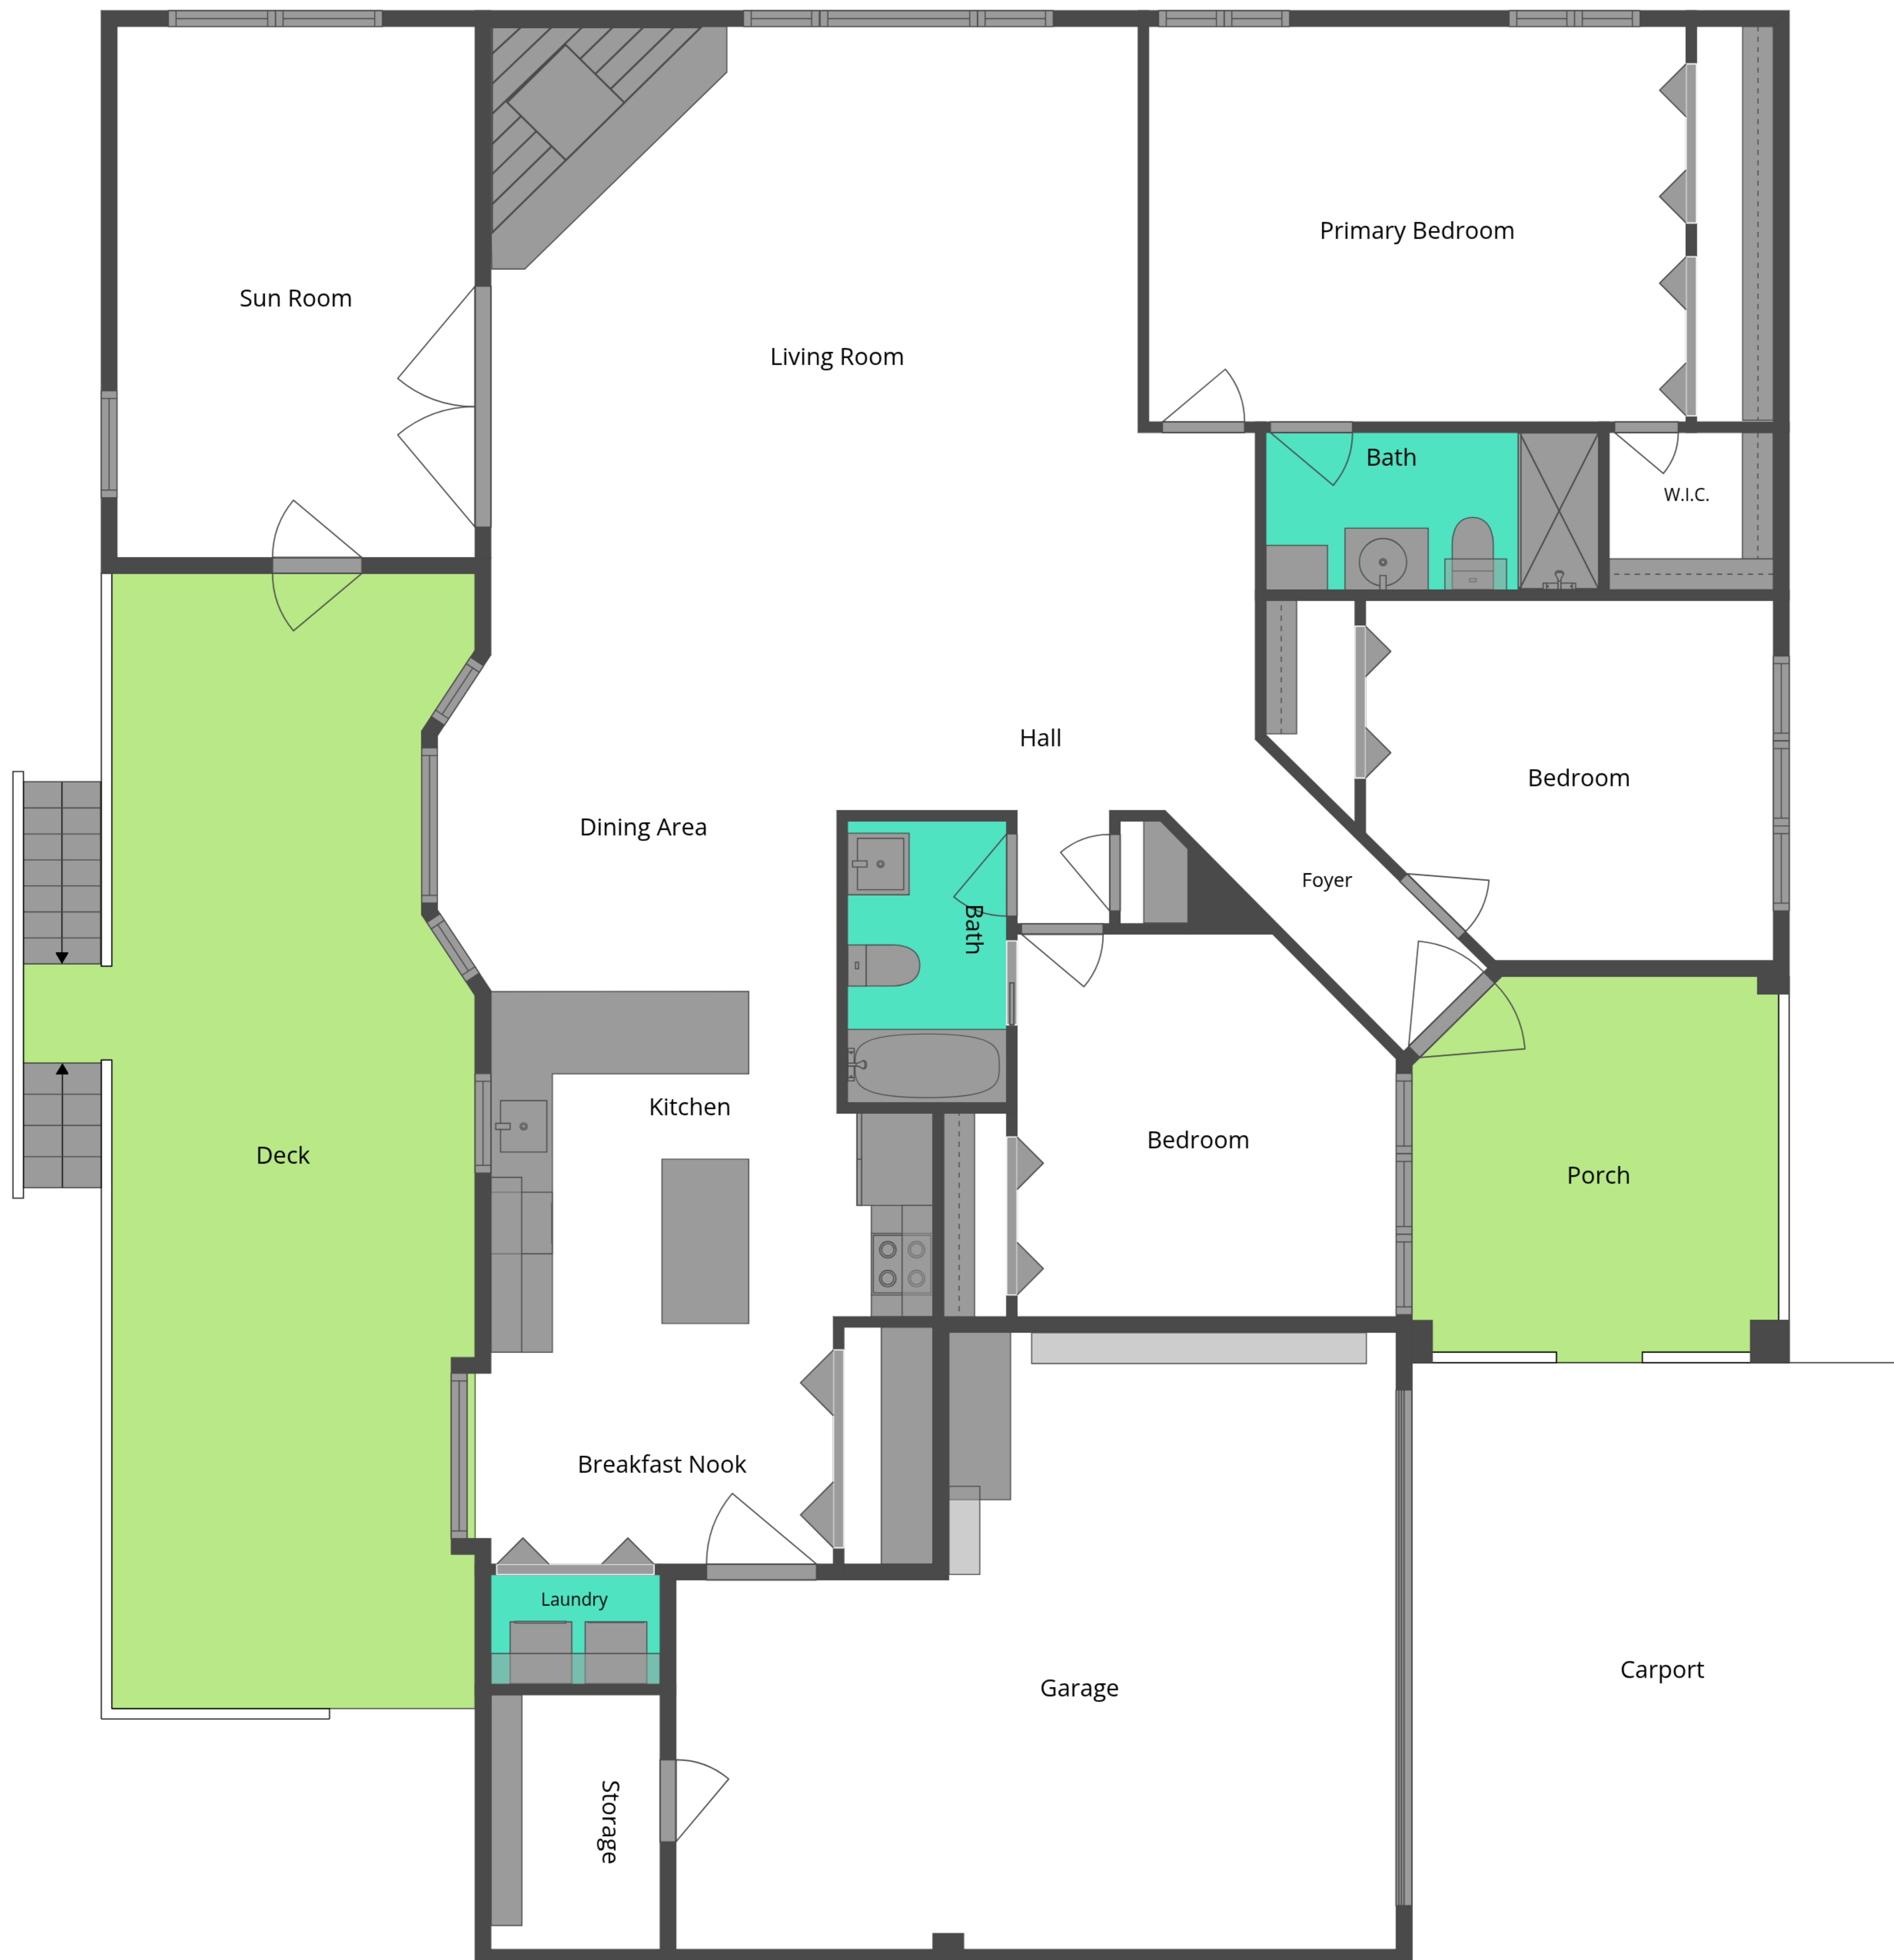 Primary Bedroom
Sun Room
Living Room
Bath
W.I.C.
Hall
Bedroom
Dining Area
Foyer
Bath
Kitchen
Bedroom
Deck
Porch
Breakfast Nook
Laundry
Carport
Garage
Storage